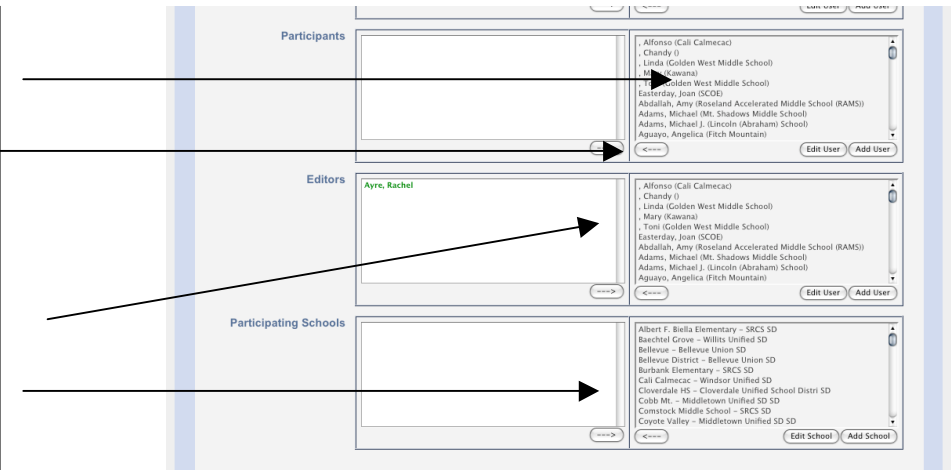 <--- Edit User Add User
Participants
, Alfonso (Cali Calmecac)
, Chandy ()
, Linda (Golden West Middle School)
, Mary (Kawana)
, Toni (Golden West Middle School)
Easterday, Joan (SCOE)
Abdallah, Amy (Roseland Accelerated Middle School (RAMS))
Adams, Michael (Mt. Shadows Middle School)
Adams, Michael J. (Lincoln (Abraham) School)
Aguayo, Angelica (Fitch Mountain)
<--- Edit User Add User
Editors
Ayre, Rachel
, Alfonso (Cali Calmecac)
, Chandy ()
, Linda (Golden West Middle School)
, Mary (Kawana)
, Toni (Golden West Middle School)
Easterday, Joan (SCOE)
Abdallah, Amy (Roseland Accelerated Middle School (RAMS))
Adams, Michael (Mt. Shadows Middle School)
Adams, Michael J. (Lincoln (Abraham) School)
Aguayo, Angelica (Fitch Mountain)
---> <--- Edit User Add User
Participating Schools
Albert F. Biella Elementary – SRCS SD
Baechtel Grove – Willits Unified SD
Bellevue – Bellevue Union SD
Bellevue District – Bellevue Union SD
Burbank Elementary – SRCS SD
Cali Calmecac – Windsor Unified SD
Cloverdale HS – Cloverdale Unified School Distri SD
Cobb Mt. – Middletown Unified SD SD
Comstock Middle School – SRCS SD
Coyote Valley – Middletown Unified SD SD
---> <--- Edit School Add School